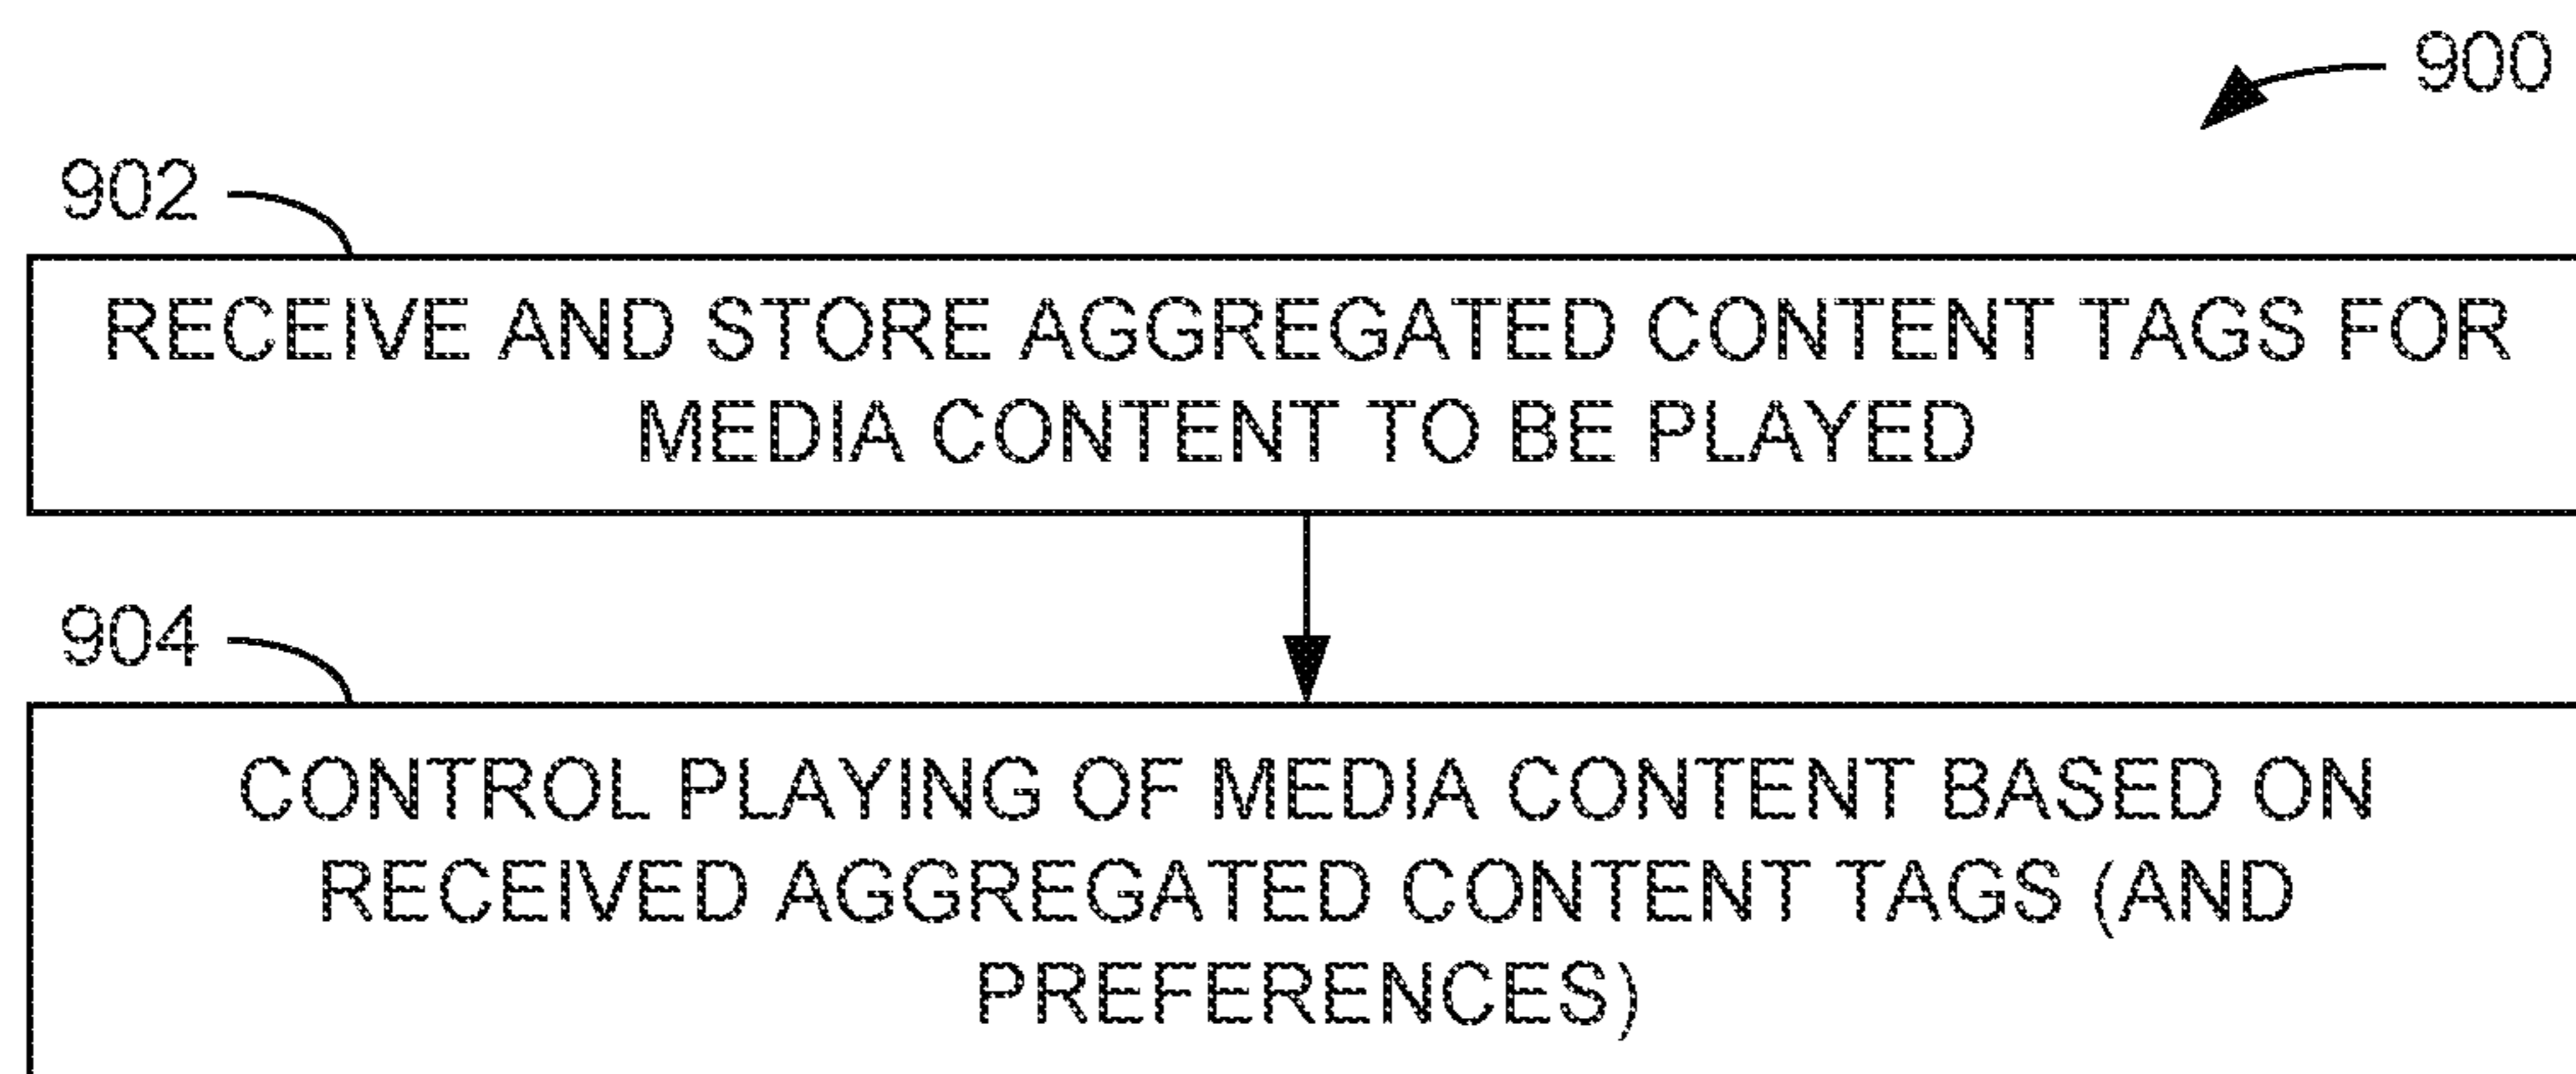 900
902
RECEIVE AND STORE AGGREGATED CONTENT TAGS FOR
MEDIA CONTENT TO BE PLAYED
904
CONTROL PLAYING OF MEDIA CONTENT BASED ON
RECEIVED AGGREGATED CONTENT TAGS (AND
PREFERENCES)